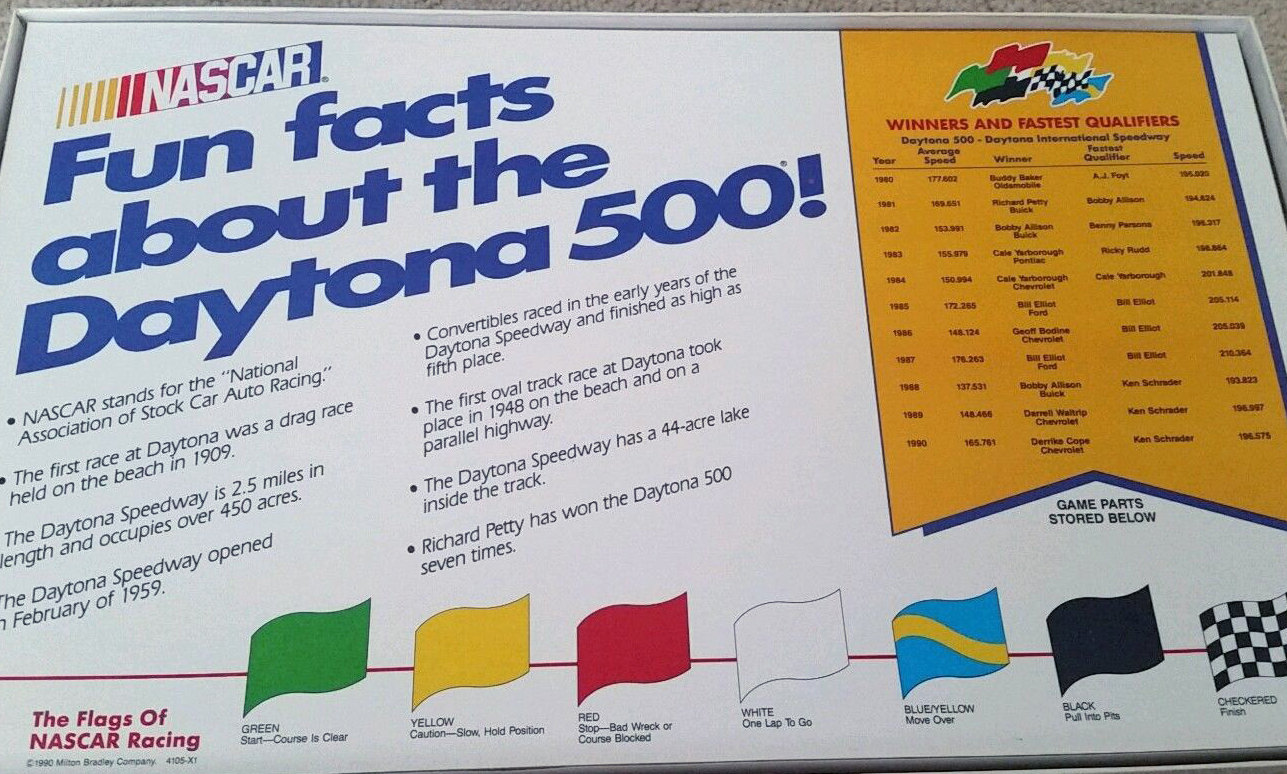 NASCAR®
Fun facts
about the
Daytona 500!®
• NASCAR stands for the "National
Association of Stock Car Auto Racing."
• The first race at Daytona was a drag race
held on the beach in 1909.
The Daytona Speedway is 2.5 miles in
length and occupies over 450 acres.
The Daytona Speedway opened
n February of 1959.
• Convertibles raced in the early years of the
Daytona Speedway and finished as high as
fifth place.
• The first oval track race at Daytona took
place in 1948 on the beach and on a
parallel highway.
• The Daytona Speedway has a 44-acre lake
inside the track.
• Richard Petty has won the Daytona 500
seven times.
WINNERS AND FASTEST QUALIFIERS
Daytona 500 - Daytona International Speedway
Year Average Speed Winner Fastest Qualifier Speed
1980 177.602 Buddy Baker Oldsmobile A.J. Foyt 195.020
1981 169.651 Richard Petty Buick Bobby Allison 194.624
1982 153.991 Bobby Allison Buick Benny Parsons 196.317
1983 155.979 Cale Yarborough Pontiac Ricky Rudd 198.864
1984 150.994 Cale Yarborough Chevrolet Cale Yarborough 201.848
1985 172.265 Bill Elliot Ford Bill Elliot 205.114
1986 148.124 Geoff Bodine Chevrolet Bill Elliot 205.039
1987 176.263 Bill Elliot Ford Bill Elliot 210.364
1988 137.531 Bobby Allison Buick Ken Schrader 193.823
1989 148.466 Darrell Waltrip Chevrolet Ken Schrader 196.997
1990 165.761 Derrike Cope Chevrolet Ken Schrader 196.575
GAME PARTS
STORED BELOW
The Flags Of
NASCAR Racing
©1990 Milton Bradley Company. 4105-X1
GREEN
Start—Course Is Clear
YELLOW
Caution—Slow, Hold Position
RED
Stop—Bad Wreck or
Course Blocked
WHITE
One Lap To Go
BLUE/YELLOW
Move Over
BLACK
Pull Into Pits
CHECKERED
Finish